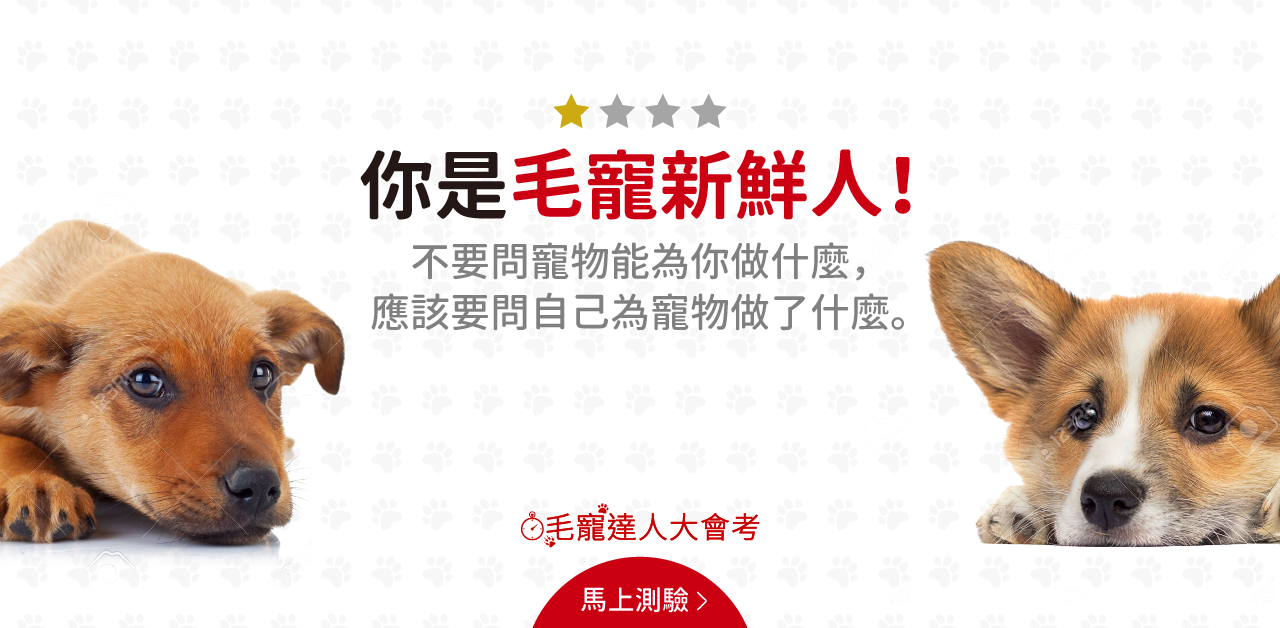 你是毛寵新鮮人!
不要問寵物能為你做什麼,
應該要問自己為寵物做了什麼。
毛寵達人大會考
馬上測驗